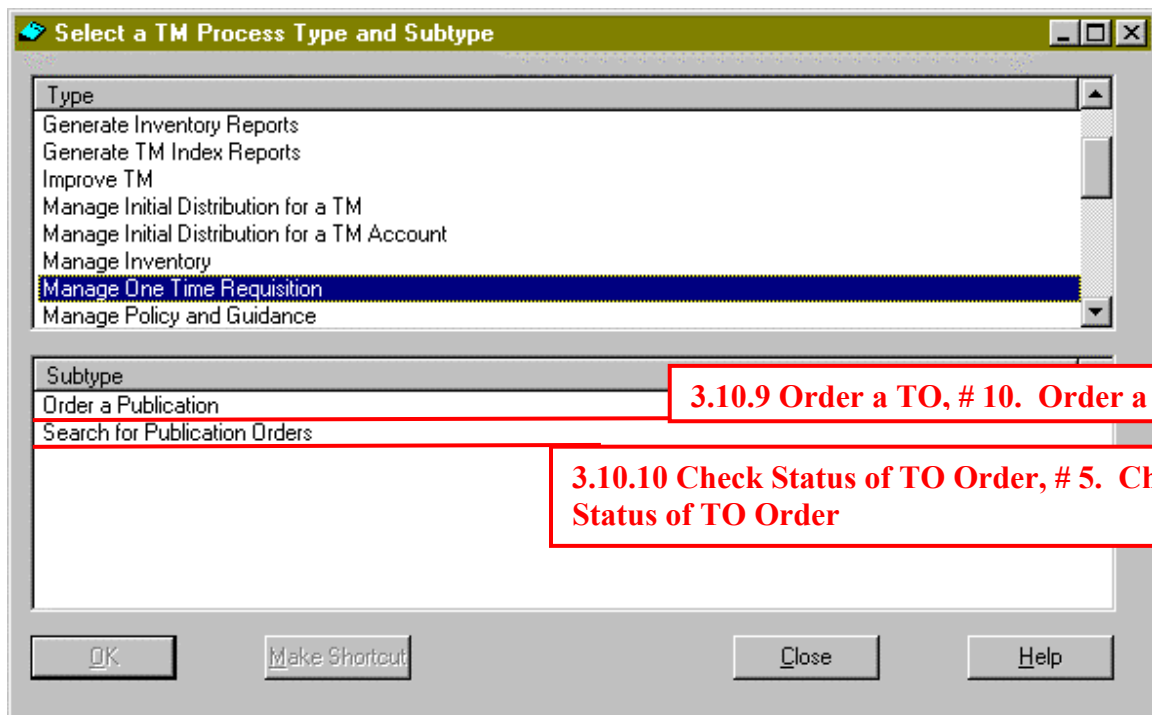 Select a TM Process Type and Subtype
Type
Generate Inventory Reports
Generate TM Index Reports
Improve TM
Manage Initial Distribution for a TM
Manage Initial Distribution for a TM Account
Manage Inventory
Manage One Time Requisition
Manage Policy and Guidance
Subtype
Order a Publication
3.10.9 Order a TO, # 10. Order a
Search for Publication Orders
3.10.10 Check Status of TO Order, # 5.
Status of TO Order
OK
Make Shortcut
Close
Help